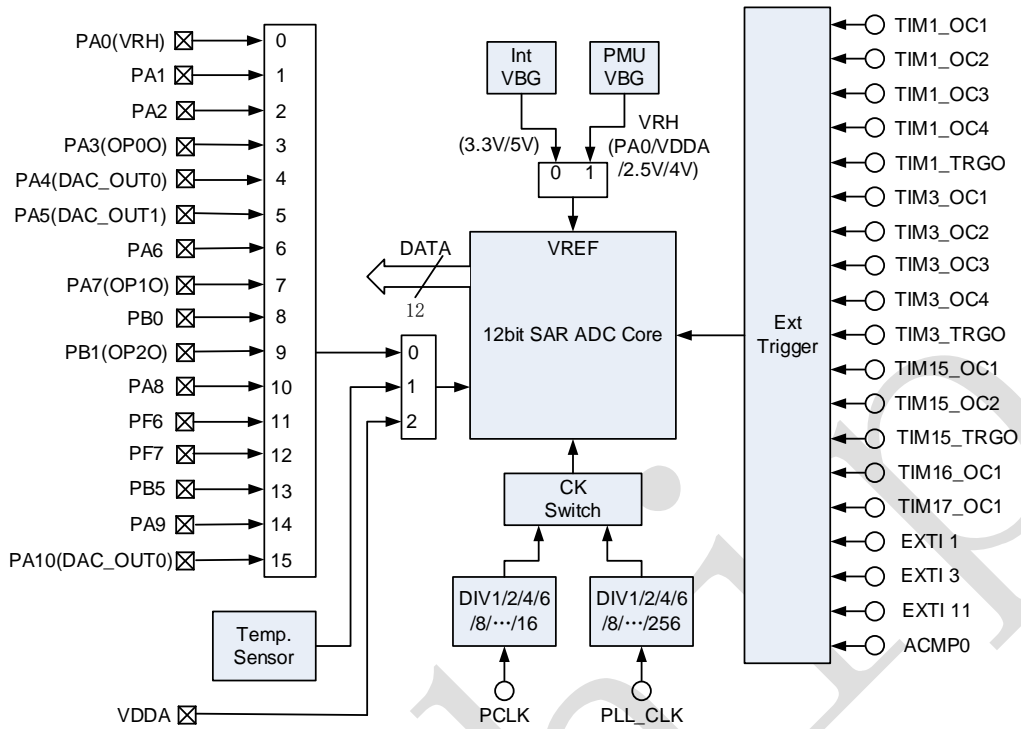 PA0(VRH)
PA1
PA2
PA3(OP0O)
PA4(DAC_OUT0)
PA5(DAC_OUT1)
PA6
PA7(OP1O)
PB0
PB1(OP2O)
PA8
PF6
PF7
PB5
PA9
PA10(DAC_OUT0)
0
1
2
3
4
5
6
7
8
9
10
11
12
13
14
15
Temp.
Sensor
VDDA
0
1
2
Int
VBG
PMU
VBG
(3.3V/5V)
VRH
(PA0/VDDA
/2.5V/4V)
0 1
DATA
12
VREF
12bit SAR ADC Core
CK
Switch
DIV1/2/4/6
/8/···/16
DIV1/2/4/6
/8/···/256
PCLK
PLL_CLK
Ext
Trigger
TIM1_OC1
TIM1_OC2
TIM1_OC3
TIM1_OC4
TIM1_TRGO
TIM3_OC1
TIM3_OC2
TIM3_OC3
TIM3_OC4
TIM3_TRGO
TIM15_OC1
TIM15_OC2
TIM15_TRGO
TIM16_OC1
TIM17_OC1
EXTI 1
EXTI 3
EXTI 11
ACMP0